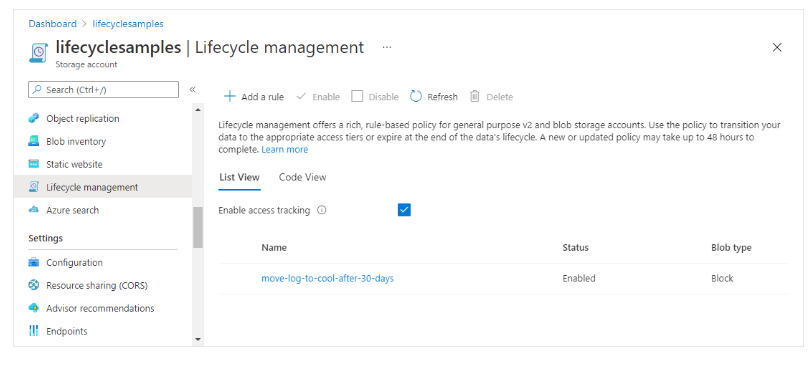 Dashboard > lifecyclesamples
lifecyclesamples | Lifecycle management ...
Storage account
Search (Ctrl+/)
Object replication
Blob inventory
Static website
Lifecycle management
Azure search
Settings
Configuration
Resource sharing (CORS)
Advisor recommendations
Endpoints
Add a rule Enable Disable Refresh Delete
Lifecycle management offers a rich, rule-based policy for general purpose v2 and blob storage accounts. Use the policy to transition your
data to the appropriate access tiers or expire at the end of the data's lifecycle. A new or updated policy may take up to 48 hours to
complete. Learn more
List View Code View
Enable access tracking
Name Status Blob type
move-log-to-cool-after-30-days Enabled Block